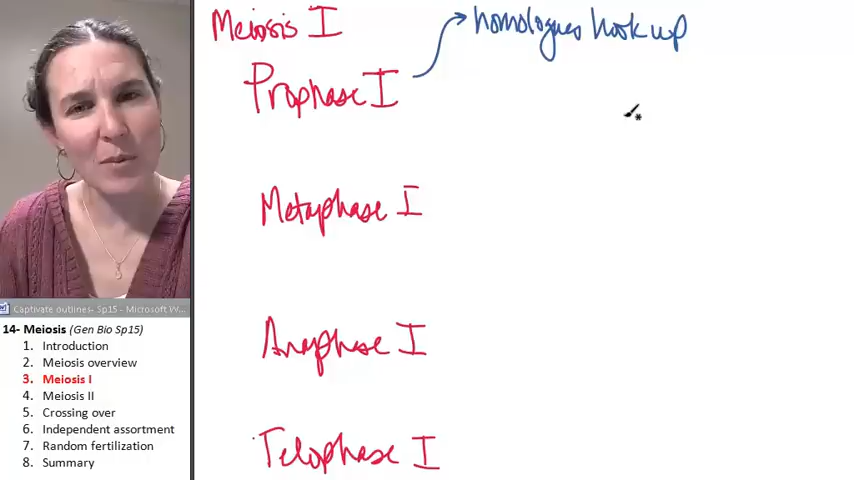 Meiosis I
homologues hook up
Prophase I
Metaphase I
Anaphase I
Telophase I
Captivate outlines- Sp15 - Microsoft W...
14- Meiosis (Gen Bio Sp15)
1. Introduction
2. Meiosis overview
3. Meiosis I
4. Meiosis II
5. Crossing over
6. Independent assortment
7. Random fertilization
8. Summary